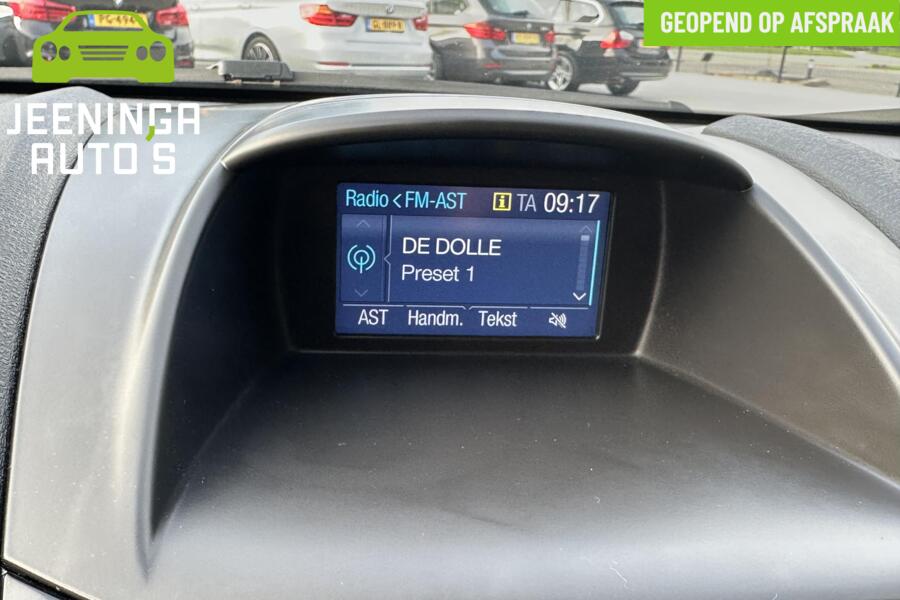 GEOPEND OP AFSPRAAK
JEENINGA
AUTO'S
Radio < FM-AST i TA 09:17
DE DOLLE
Preset 1
AST Handm. Tekst